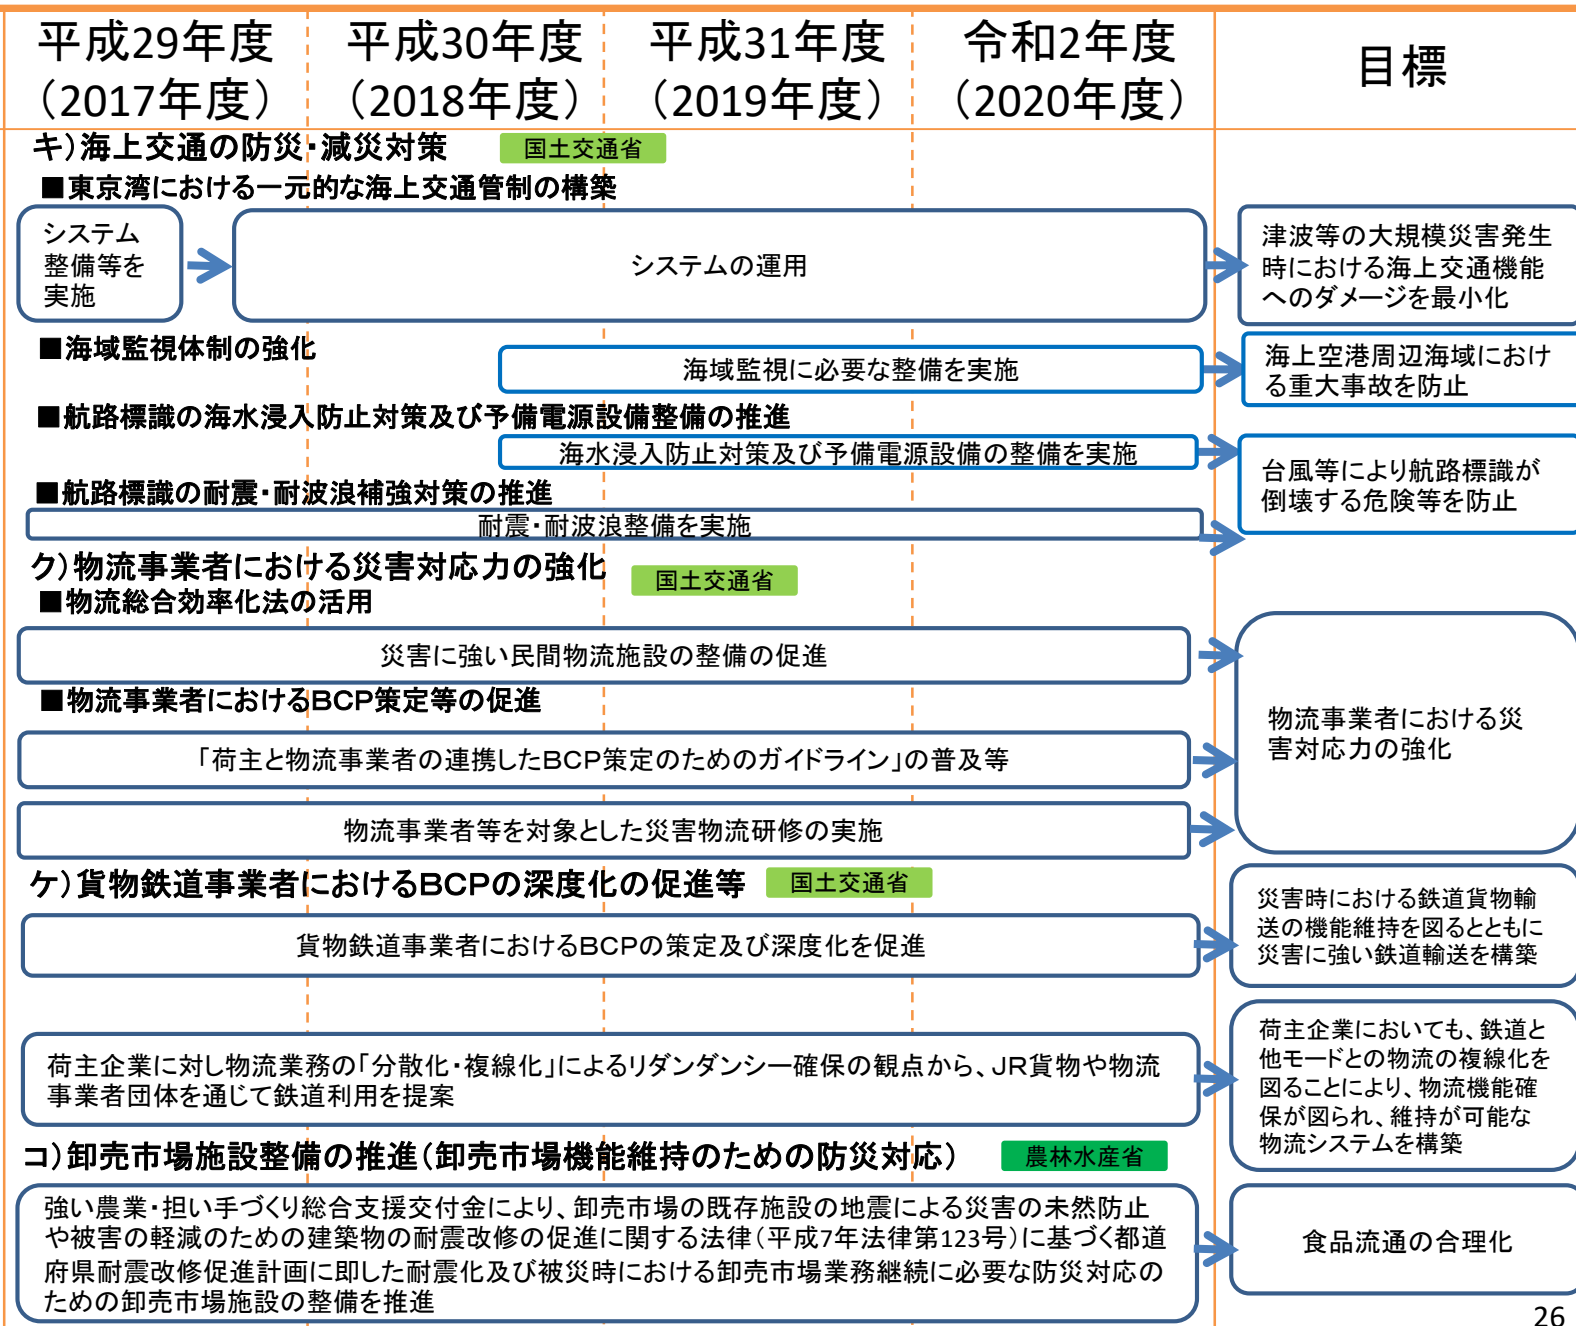 平成29年度
（2017年度）
平成30年度
（2018年度）
平成31年度
（2019年度）
令和2年度
（2020年度）
目標
キ）海上交通の防災・減災対策
国土交通省
■東京湾における一元的な海上交通管制の構築
システム
整備等を
実施
システムの運用
津波等の大規模災害発生
時における海上交通機能
へのダメージを最小化
■海域監視体制の強化
海域監視に必要な整備を実施
海上空港周辺海域におけ
る重大事故を防止
■航路標識の海水浸入防止対策及び予備電源設備整備の推進
海水浸入防止対策及び予備電源設備の整備を実施
台風等により航路標識が
倒壊する危険等を防止
■航路標識の耐震・耐波浪補強対策の推進
耐震・耐波浪整備を実施
ク）物流事業者における災害対応力の強化
国土交通省
■物流総合効率化法の活用
災害に強い民間物流施設の整備の促進
■物流事業者におけるBCP策定等の促進
「荷主と物流事業者の連携したBCP策定のためのガイドライン」の普及等
物流事業者等を対象とした災害物流研修の実施
物流事業者における災
害対応力の強化
ケ）貨物鉄道事業者におけるBCPの深度化の促進等
国土交通省
貨物鉄道事業者におけるBCPの策定及び深度化を促進
災害時における鉄道貨物輸
送の機能維持を図るとともに
災害に強い鉄道輸送を構築
荷主企業に対し物流業務の「分散化・複線化」によるリダンダンシー確保の観点から、JR貨物や物流
事業者団体を通じて鉄道利用を提案
荷主企業においても、鉄道と
他モードとの物流の複線化を
図ることにより、物流機能確
保が図られ、維持が可能な
物流システムを構築
コ）卸売市場施設整備の推進（卸売市場機能維持のための防災対応）
農林水産省
強い農業・担い手づくり総合支援交付金により、卸売市場の既存施設の地震による災害の未然防止
や被害の軽減のための建築物の耐震改修の促進に関する法律（平成7年法律第123号）に基づく都道
府県耐震改修促進計画に即した耐震化及び被災時における卸売市場業務継続に必要な防災対応の
ための卸売市場施設の整備を推進
食品流通の合理化
26